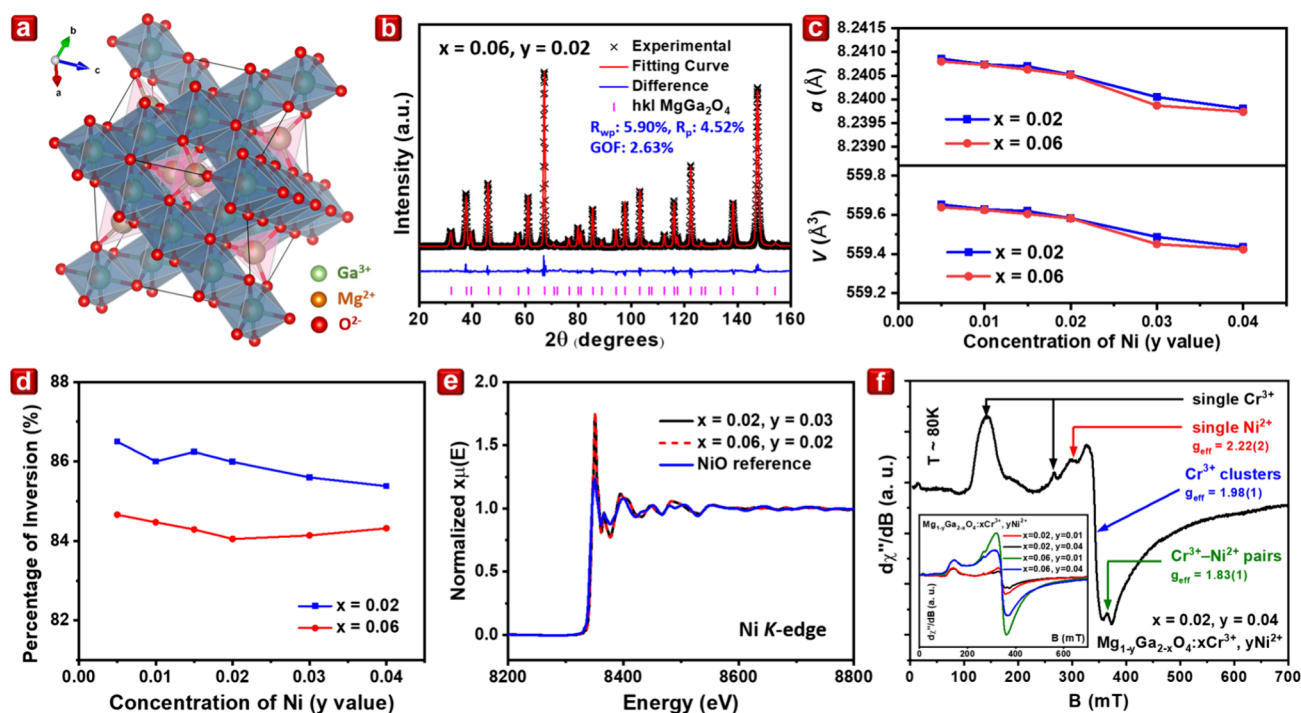 a
b
c
a
Ga³⁺
Mg²⁺
O²⁻
b
x = 0.06, y = 0.02
Experimental
Fitting Curve
Difference
hkl MgGa₂O₄
R_wp: 5.90%, R_p: 4.52%
GOF: 2.63%
Intensity (a.u.)
20 40 60 80 100 120 140 160
2θ (degrees)
c
8.2415
8.2410
8.2405
8.2400
8.2395
8.2390
a (Å)
x = 0.02
x = 0.06
559.8
559.6
559.4
559.2
V (Å³)
x = 0.02
x = 0.06
0.00 0.01 0.02 0.03 0.04
Concentration of Ni (y value)
d
88
86
84
82
Percentage of Inversion (%)
x = 0.02
x = 0.06
0.00 0.01 0.02 0.03 0.04
Concentration of Ni (y value)
e
2.0
1.5
1.0
0.5
0.0
Normalized xμ(E)
x = 0.02, y = 0.03
x = 0.06, y = 0.02
NiO reference
Ni K-edge
8200 8400 8600 8800
Energy (eV)
f
T ~ 80K
single Cr³⁺
single Ni²⁺
g_eff = 2.22(2)
Cr³⁺ clusters
g_eff = 1.98(1)
Cr³⁺–Ni²⁺ pairs
g_eff = 1.83(1)
x = 0.02, y = 0.04
Mg₁₋yGa₂₋ₓO₄:xCr³⁺, yNi²⁺
dχ''/dB (a. u.)
Mg₁₋yGa₂₋ₓO₄:xCr³⁺, yNi²⁺
x=0.02, y=0.01
x=0.02, y=0.04
x=0.06, y=0.01
x=0.06, y=0.04
dχ''/dB (a. u.)
B (mT)
0 200 400 600
0 100 200 300 400 500 600 700
B (mT)